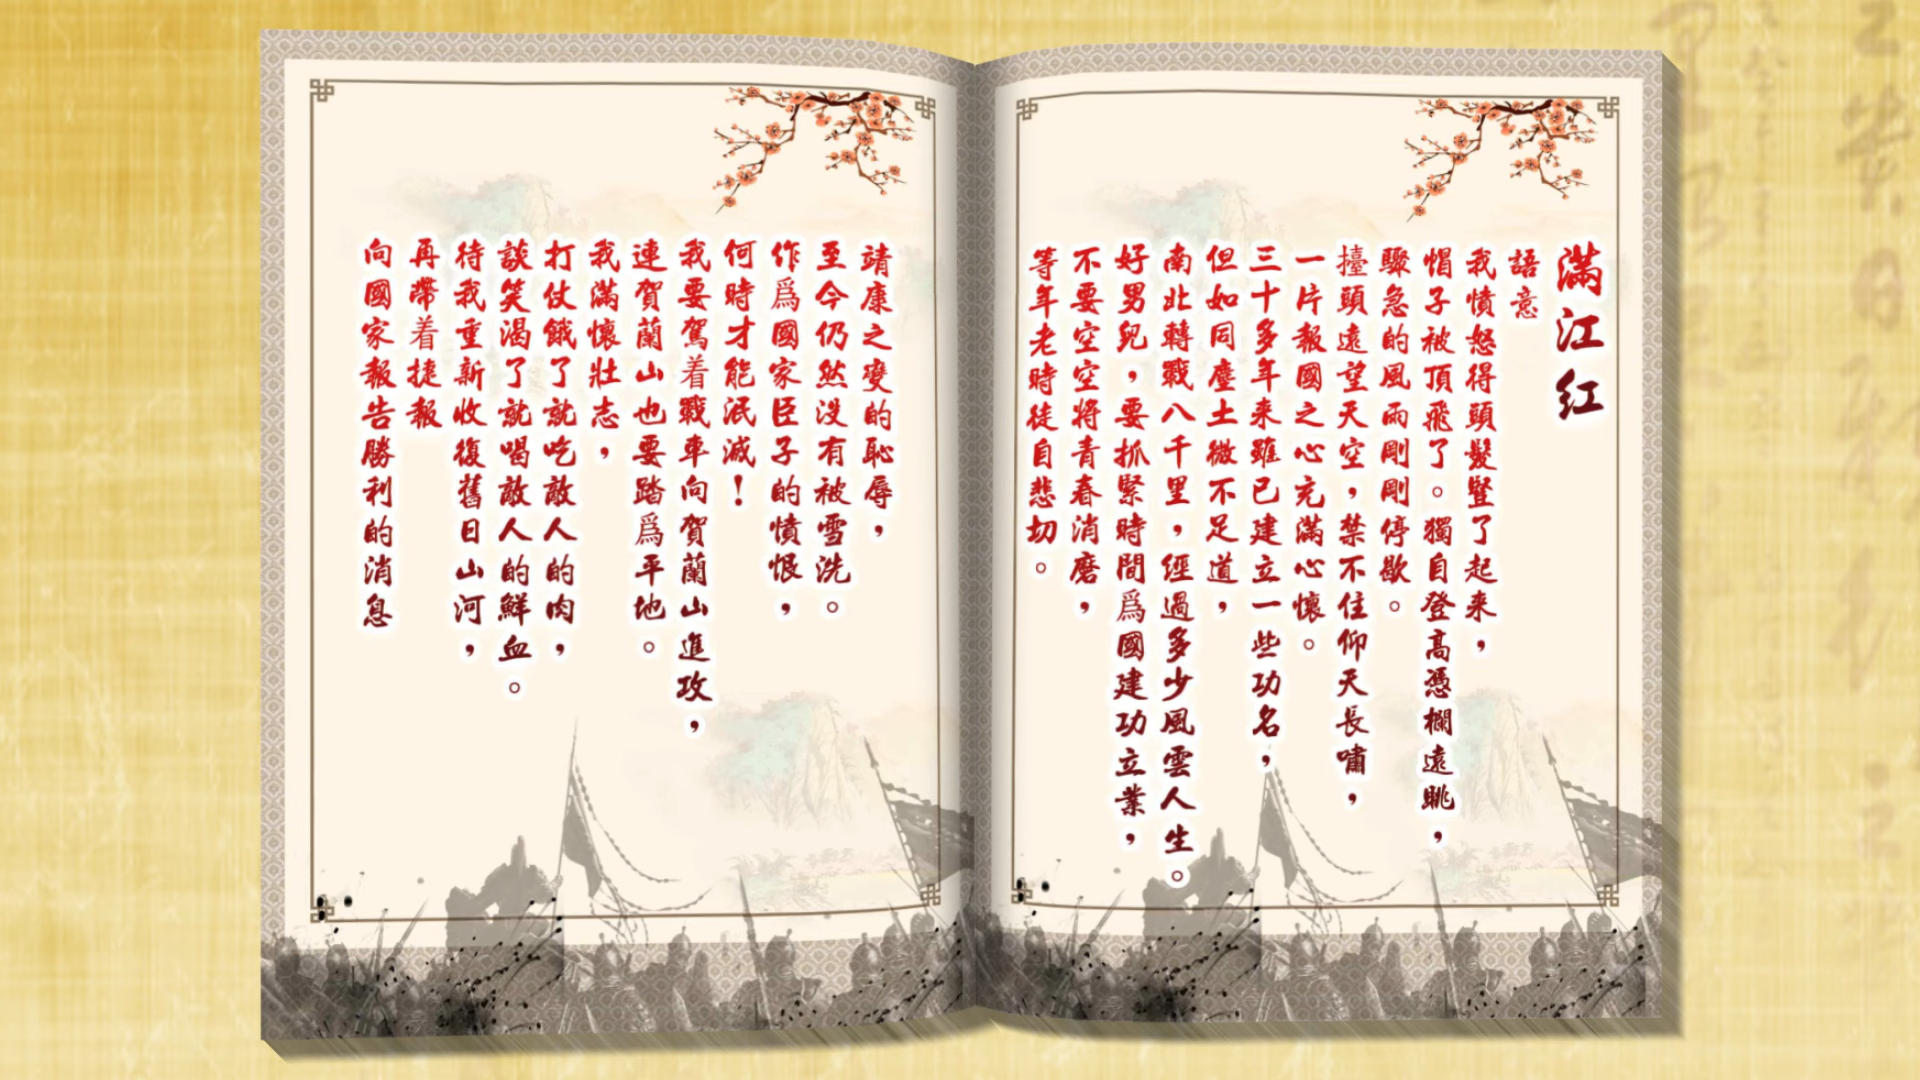 滿江红
語意
我憤怒得頭髮豎了起来，
帽子被頂飛了。獨自登高憑欄遠眺，
驟急的風雨剛剛停歇。
擡頭遠望天空，禁不住仰天長嘯，
一片報國之心充滿心懷。
三十多年来雖已建立一些功名，
但如同塵土微不足道，
南北轉戰八千里，經過多少風雲人生。
好男兒，要抓緊時間爲國建功立業，
不要空空将青春消磨，
等年老時徒自悲切。
靖康之變的恥辱，
至今仍然没有被雪洗。
作爲國家臣子的憤恨，
何時才能泯滅！
我要駕着戰車向賀蘭山進攻，
連賀蘭山也要踏爲平地。
我滿懷壯志，
打仗餓了就吃敵人的肉，
談笑渴了就喝敵人的鮮血。
待我重新收復舊日山河，
再帶着捷報
向國家報告勝利的消息